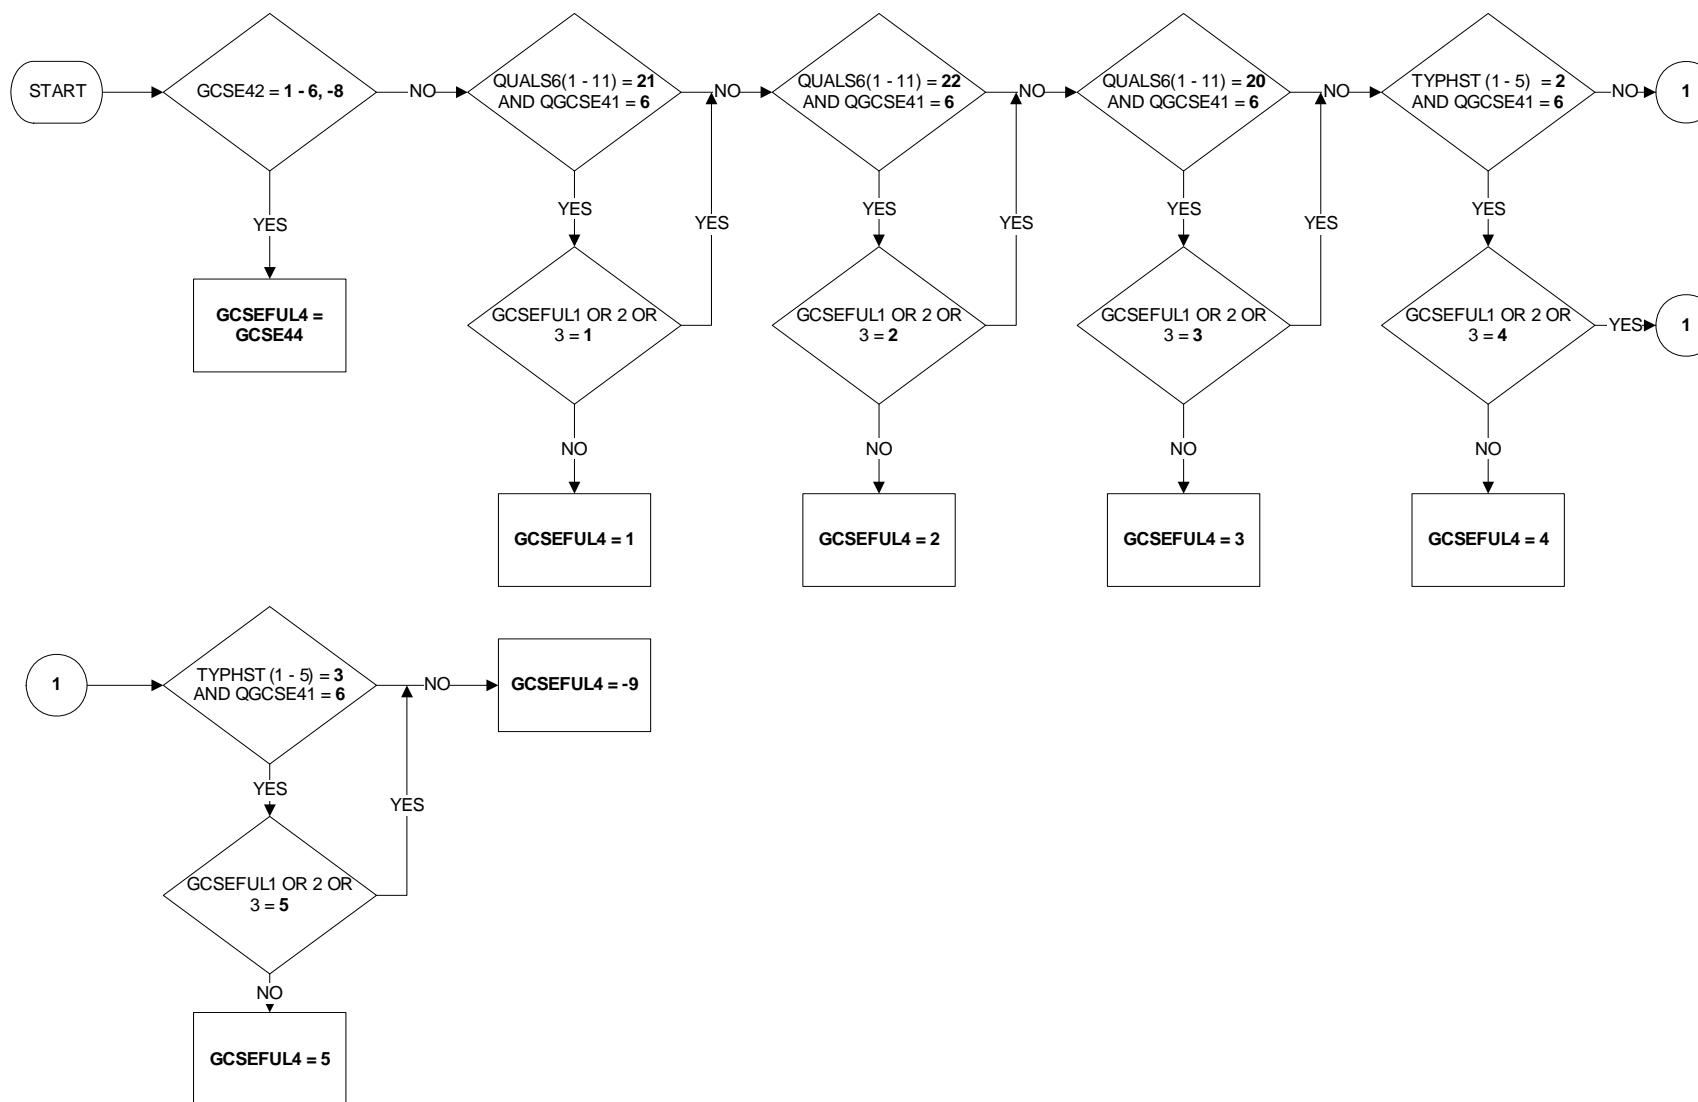 START
GCSE42 = 1 - 6, -8
NO
QUALS6(1 - 11) = 21
AND QGCSE41 = 6
NO
QUALS6(1 - 11) = 22
AND QGCSE41 = 6
NO
QUALS6(1 - 11) = 20
AND QGCSE41 = 6
NO
TYPHST (1 - 5) = 2
AND QGCSE41 = 6
NO
1
YES
YES
YES
YES
YES
YES
YES
YES
GCSEFUL4 =
GCSE44
GCSEFUL1 OR 2 OR
3 = 1
GCSEFUL1 OR 2 OR
3 = 2
GCSEFUL1 OR 2 OR
3 = 3
GCSEFUL1 OR 2 OR
3 = 4
YES
1
NO
NO
NO
NO
GCSEFUL4 = 1
GCSEFUL4 = 2
GCSEFUL4 = 3
GCSEFUL4 = 4
1
TYPHST (1 - 5) = 3
AND QGCSE41 = 6
NO
GCSEFUL4 = -9
YES
YES
GCSEFUL1 OR 2 OR
3 = 5
NO
GCSEFUL4 = 5